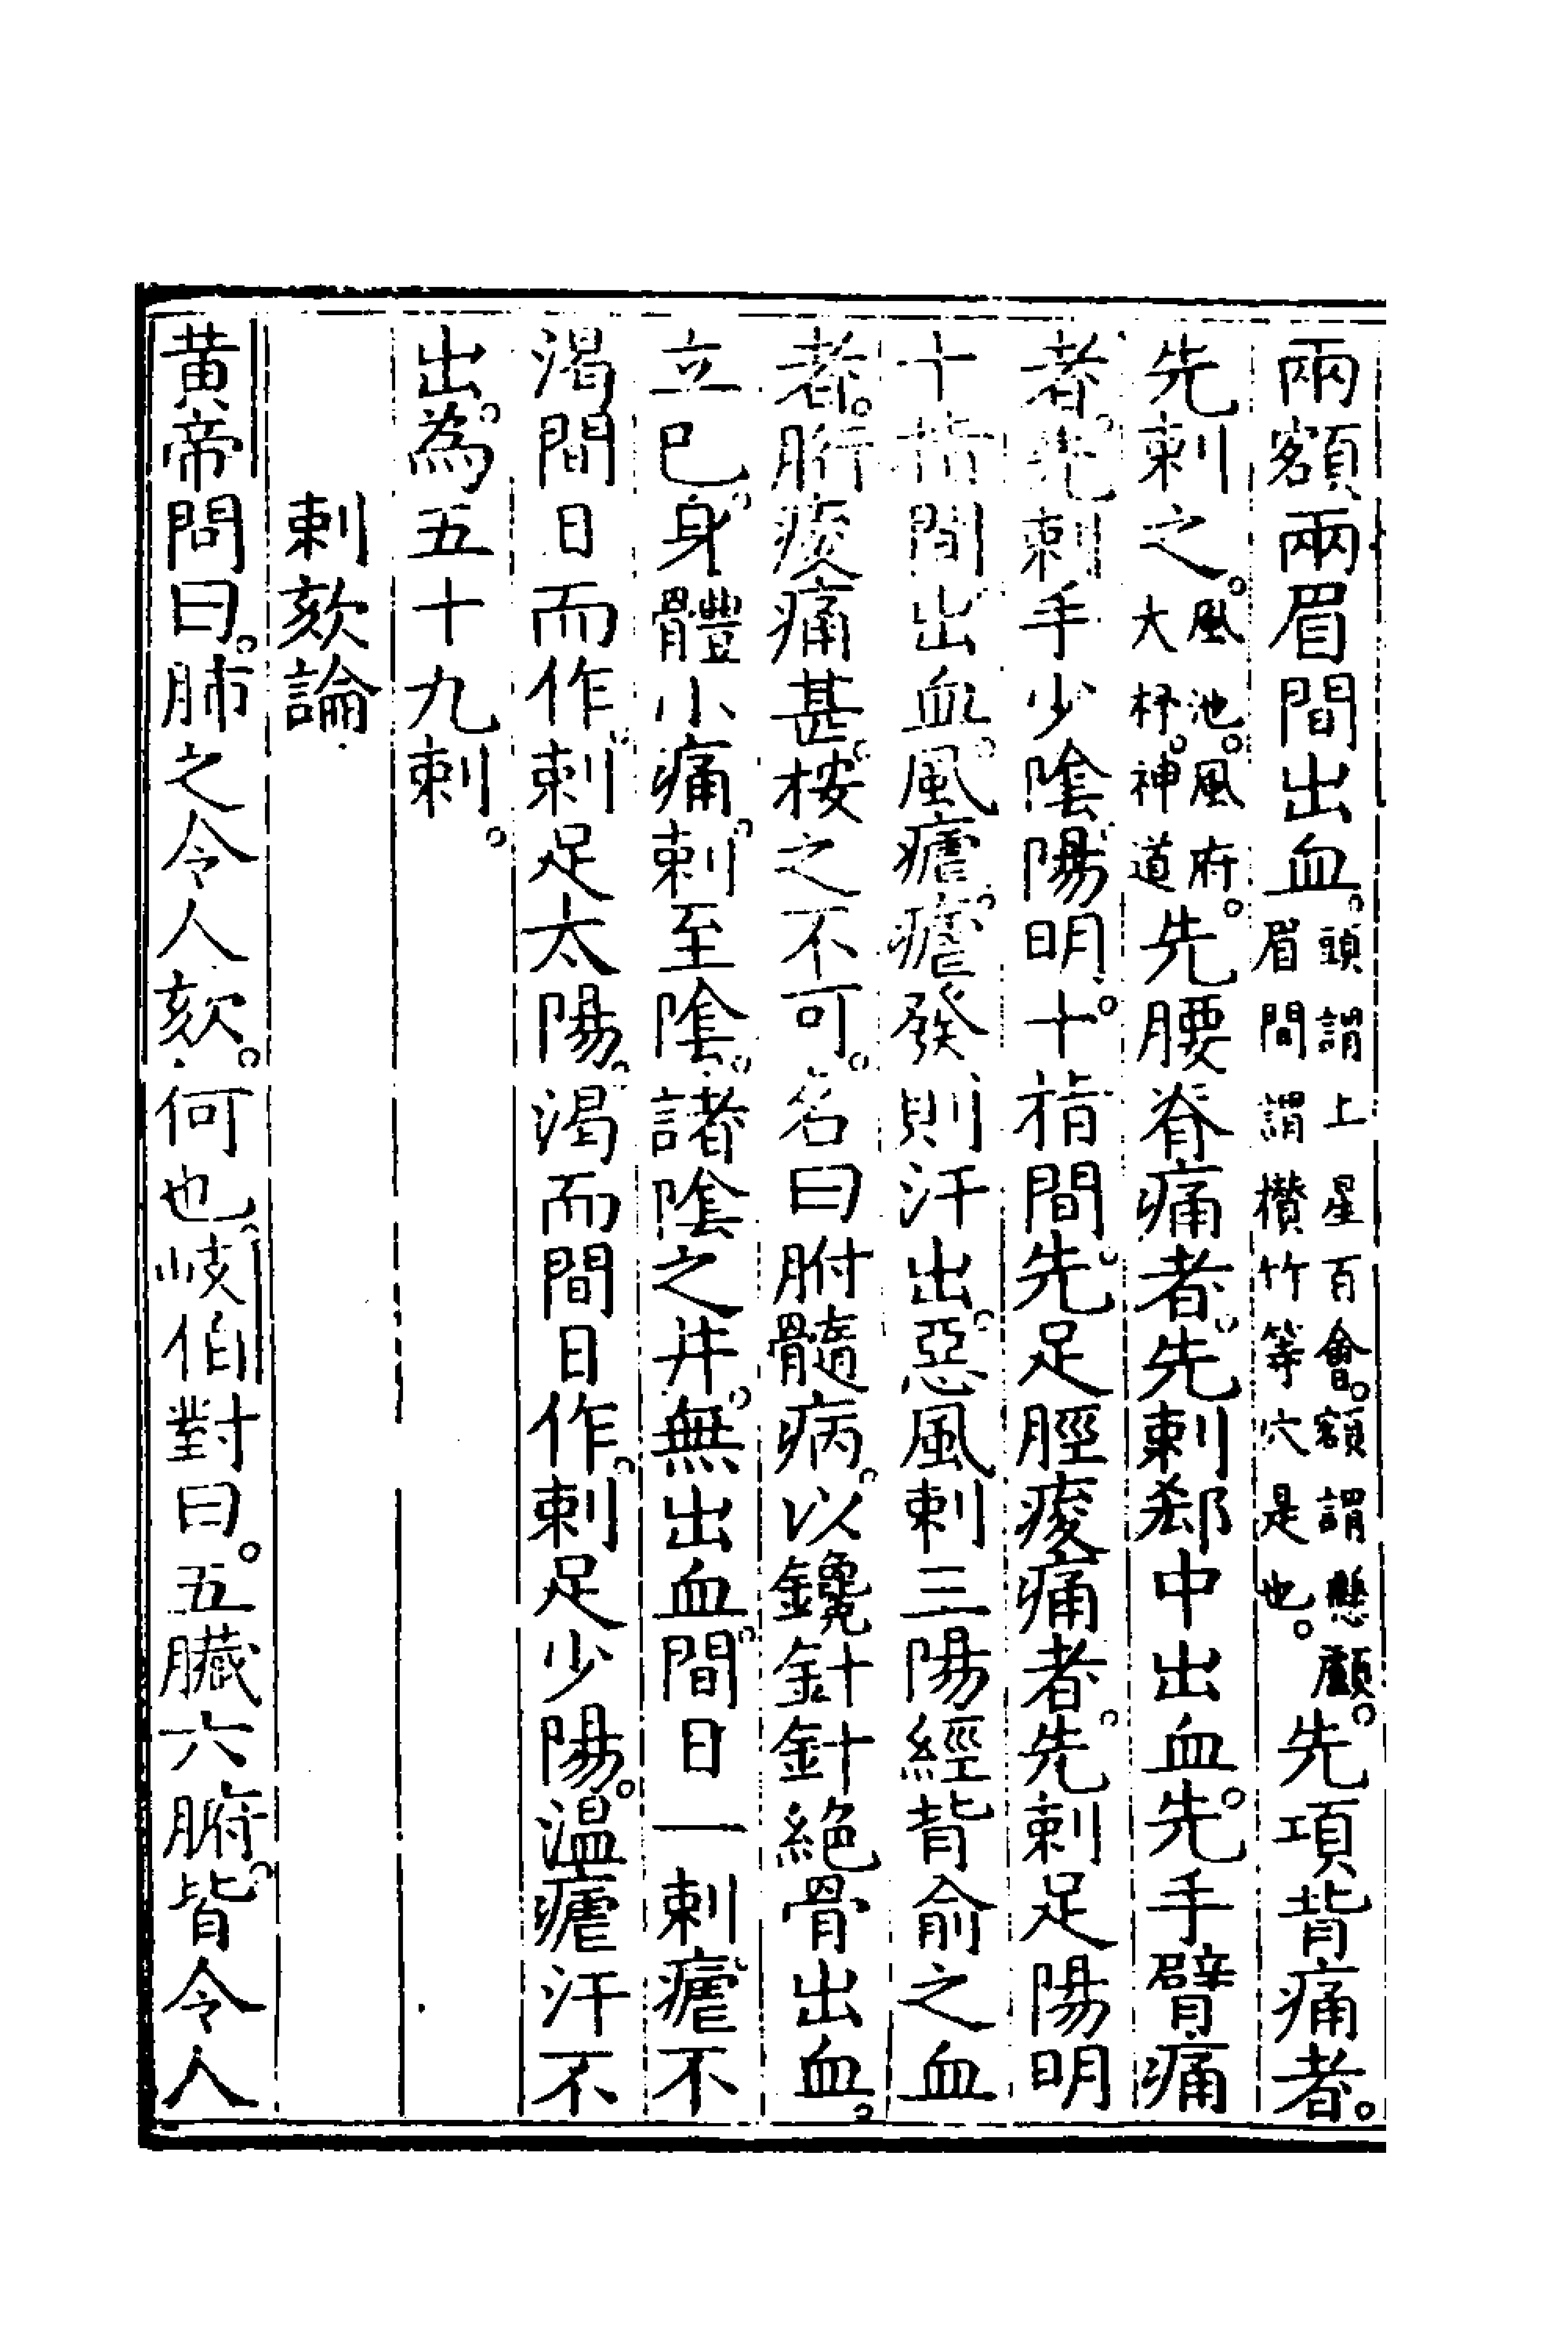 兩額兩眉間出血。頭謂上星百會。額謂懸顱。眉間謂攢竹等穴是也。先項背痛者。
先刺之。風池。風府。大杼。神道先腰脊痛者。先刺郄中出血。先手臂痛
者。先刺手少陰陽明。十指間。先足脛痠痛者。先刺足陽明
十指間出血。風瘧。瘧發則汗出。惡風刺三陽經背俞之血
者。胻痠痛甚。桉之不可。名曰胕髓病。以鑱針針絕骨出血。
立已。身體小痛。刺至陰。諸陰之井。無出血。間日一刺。瘧不
渴間日而作。刺足太陽。渴而間日作。刺足少陽。温瘧汗不
出。為五十九刺。
刺欬論
黃帝問曰。肺之令人欬。何也。岐伯對曰。五臟六腑。皆令人